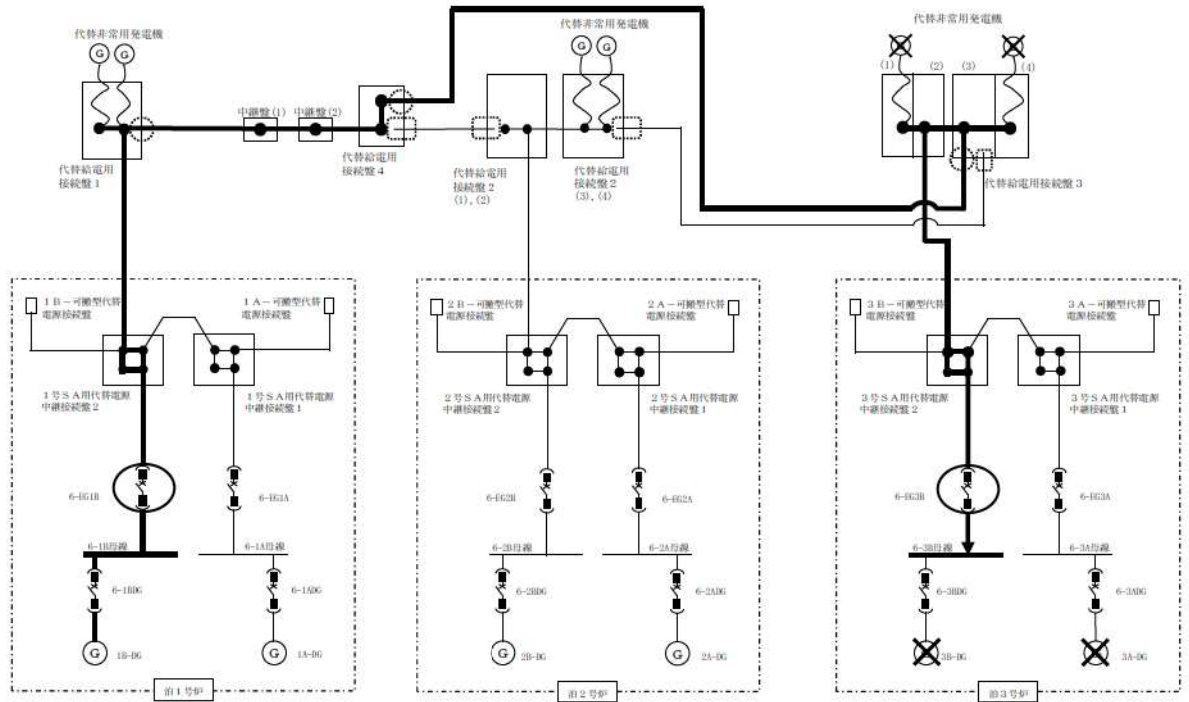 代替非常用発電機
G G
代替給電用
接続盤1
中継盤(1)
中継盤(2)
代替給電用
接続盤4
代替非常用発電機
G G
代替給電用
接続盤2
(1),(2)
代替給電用
接続盤2
(3),(4)
代替非常用発電機
(1) (2) (3) (4)
代替給電用接続盤3
1B-可搬型代替
電源接続盤
1A-可搬型代替
電源接続盤
1号SA用代替電源
中継接続盤2
1号SA用代替電源
中継接続盤1
6-EG1B
6-EG1A
6-1B母線
6-1A母線
6-1BDG
6-1ADG
G 1B-DG
G 1A-DG
泊1号炉
2B-可搬型代替
電源接続盤
2A-可搬型代替
電源接続盤
2号SA用代替電源
中継接続盤2
2号SA用代替電源
中継接続盤1
6-EG2B
6-EG2A
6-2B母線
6-2A母線
6-2BDG
6-2ADG
G 2B-DG
G 2A-DG
泊2号炉
3B-可搬型代替
電源接続盤
3A-可搬型代替
電源接続盤
3号SA用代替電源
中継接続盤2
3号SA用代替電源
中継接続盤1
6-EG3B
6-EG3A
6-3B母線
6-3A母線
6-3BDG
6-3ADG
3B-DG
3A-DG
泊3号炉